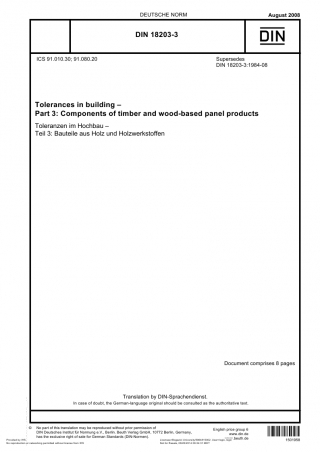 DEUTSCHE NORM
August 2008
DIN 18203-3
DIN
ICS 91.010.30; 91.080.20
Supersedes
DIN 18203-3:1984-08
Tolerances in building –
Part 3: Components of timber and wood-based panel products
Toleranzen im Hochbau –
Teil 3: Bauteile aus Holz und Holzwerkstoffen
Document comprises 8 pages
Translation by DIN-Sprachendienst.
In case of doubt, the German-language original should be consulted as the authoritative text.
© No part of this translation may be reproduced without prior permission of
DIN Deutsches Institut für Normung e.V., Berlin. Beuth Verlag GmbH, 10772 Berlin, Germany,
has the exclusive right of sale for German Standards (DIN-Normen).
English price group 6
www.din.de
www.beuth.de